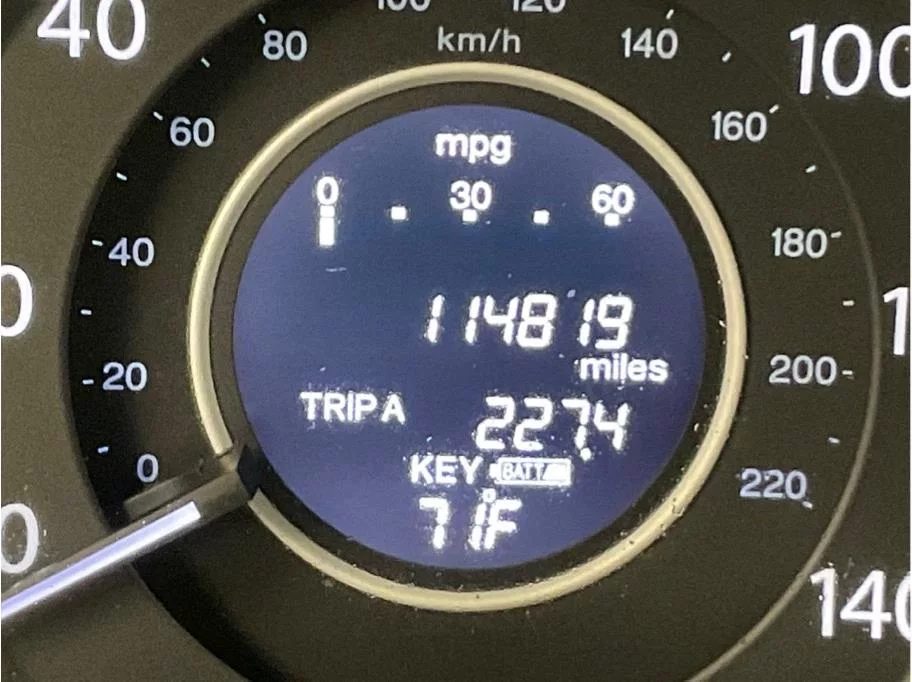 100 120
40 80 km/h 140 100
60 mpg 160
0 30 60
40 180
114819
miles
20 200
TRIP A 227.4
0 KEY BATT 220
71°F
140